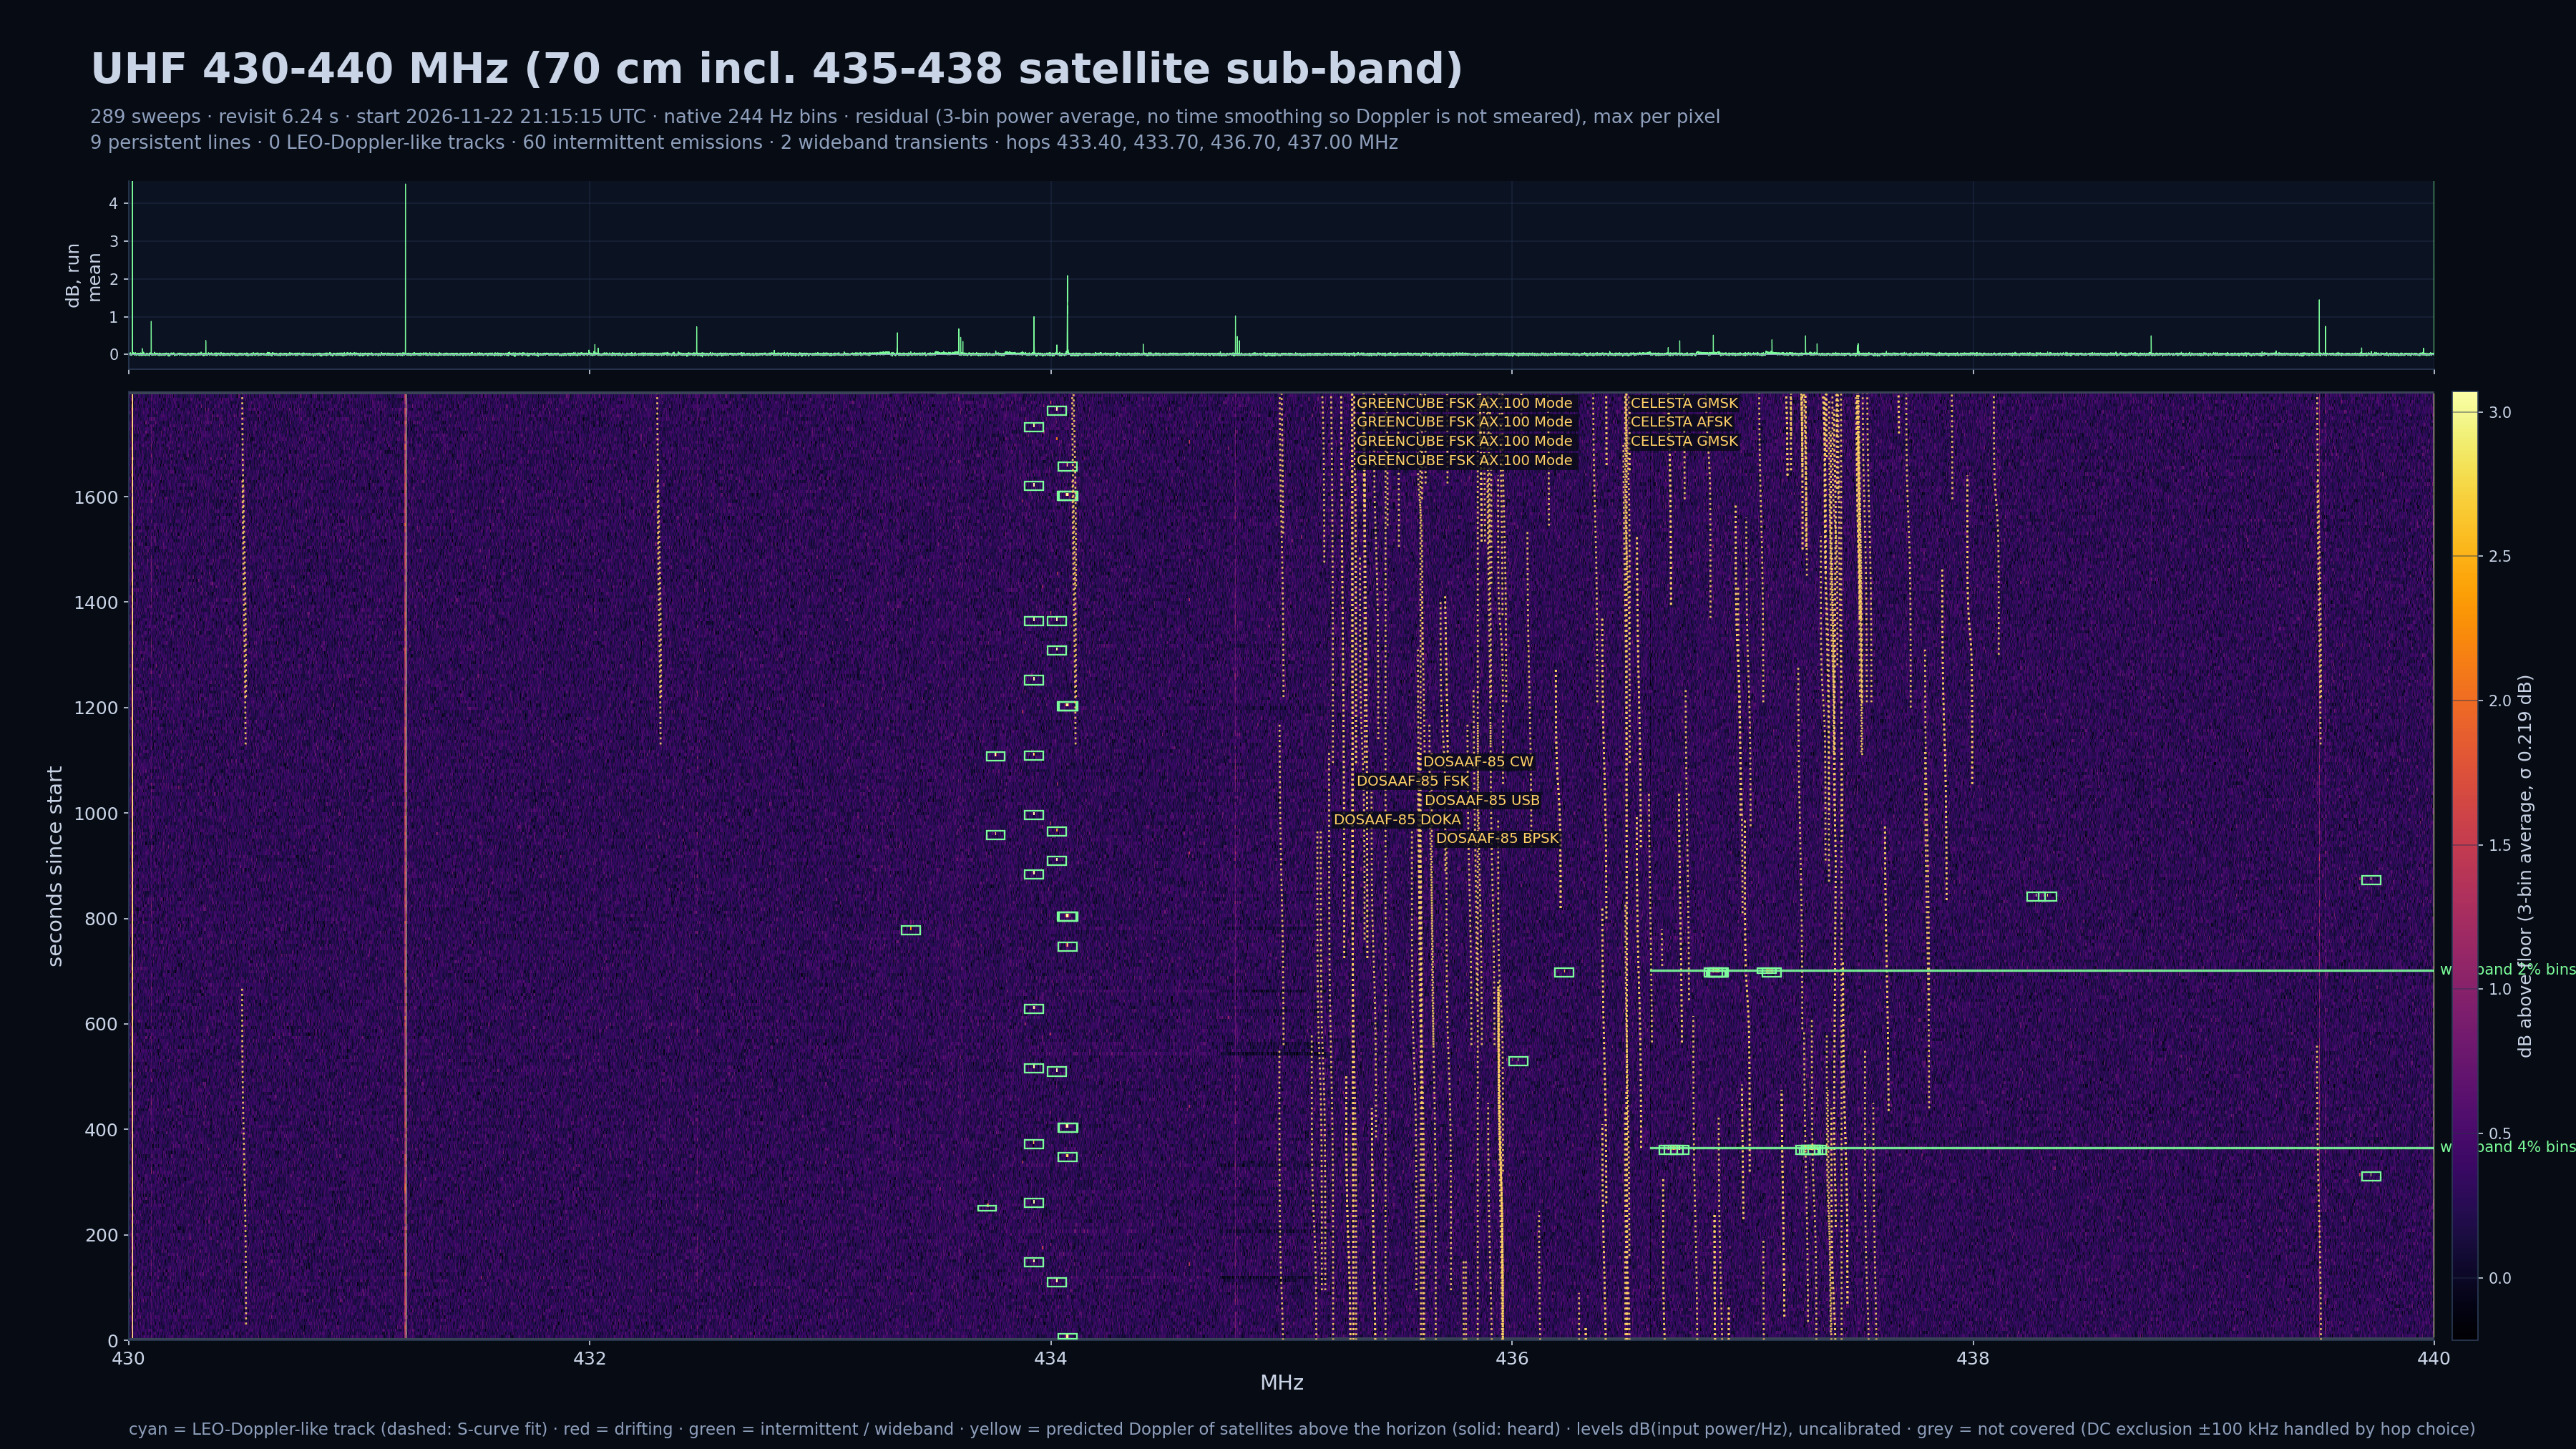 UHF 430-440 MHz (70 cm incl. 435-438 satellite sub-band)
289 sweeps · revisit 6.24 s · start 2026-11-22 21:15:15 UTC · native 244 Hz bins · residual (3-bin power average, no time smoothing so Doppler is not smeared), max per pixel
9 persistent lines · 0 LEO-Doppler-like tracks · 60 intermittent emissions · 2 wideband transients · hops 433.40, 433.70, 436.70, 437.00 MHz
dB, run
mean
4
3
2
1
0
GREENCUBE FSK AX.100 Mode
GREENCUBE FSK AX.100 Mode
GREENCUBE FSK AX.100 Mode
GREENCUBE FSK AX.100 Mode
CELESTA GMSK
CELESTA AFSK
CELESTA GMSK
DOSAAF-85 CW
DOSAAF-85 FSK
DOSAAF-85 USB
DOSAAF-85 DOKA
DOSAAF-85 BPSK
band 2% bins
band 4% bins
seconds since start
1600
1400
1200
1000
800
600
400
200
0
430
432
434
436
438
440
MHz
3.0
2.5
2.0
1.5
1.0
0.5
0.0
dB above floor (3-bin average, σ 0.219 dB)
cyan = LEO-Doppler-like track (dashed: S-curve fit) · red = drifting · green = intermittent / wideband · yellow = predicted Doppler of satellites above the horizon (solid: heard) · levels dB(input power/Hz), uncalibrated · grey = not covered (DC exclusion ±100 kHz handled by hop choice)